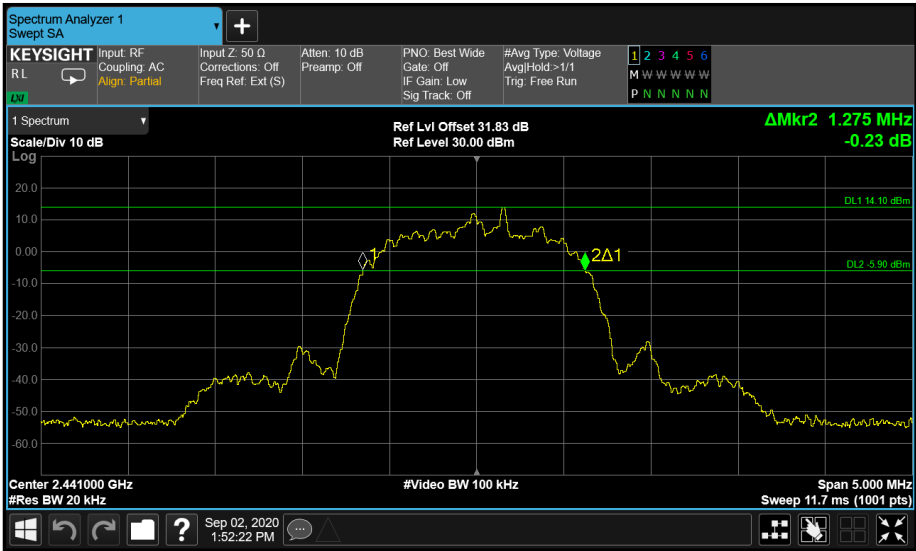 Spectrum Analyzer 1
Swept SA
+
KEYSIGHT
RL
LXI
Input: RF
Coupling: AC
Align: Partial
Input Z: 50 Ω
Corrections: Off
Freq Ref: Ext (S)
Atten: 10 dB
Preamp: Off
PNO: Best Wide
Gate: Off
IF Gain: Low
Sig Track: Off
#Avg Type: Voltage
Avg|Hold:>1/1
Trig: Free Run
1 2 3 4 5 6
M W W W W W
P N N N N N
1 Spectrum
Scale/Div 10 dB
Ref Lvl Offset 31.83 dB
Ref Level 30.00 dBm
ΔMkr2 1.275 MHz
-0.23 dB
Log
20.0
10.0
0.00
-10.0
-20.0
-30.0
-40.0
-50.0
-60.0
DL1 14.10 dBm
1
2Δ1
DL2 -5.90 dBm
Center 2.441000 GHz
#Video BW 100 kHz
Span 5.000 MHz
#Res BW 20 kHz
Sweep 11.7 ms (1001 pts)
?
Sep 02, 2020
1:52:22 PM